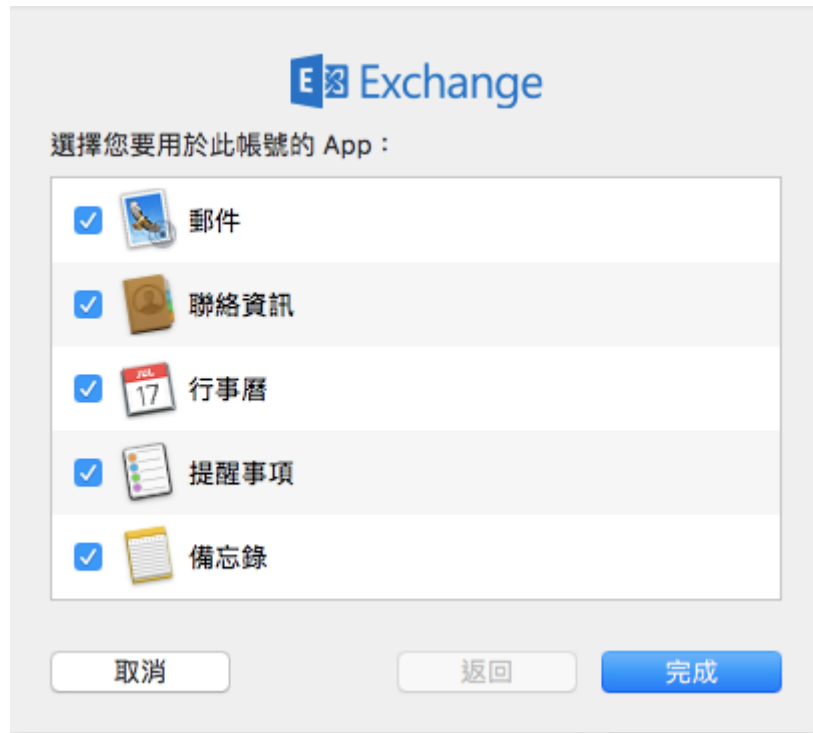 E Exchange
選擇您要用於此帳號的 App：
郵件
聯絡資訊
JUL
17
行事曆
提醒事項
備忘錄
取消
返回
完成